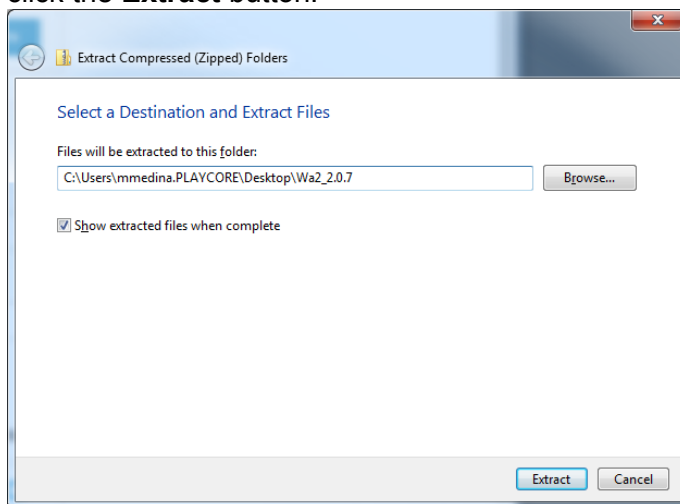 click the Extract button.
Extract Compressed (Zipped) Folders
Select a Destination and Extract Files
Files will be extracted to this folder:
C:\Users\mmedina.PLAYCORE\Desktop\Wa2_2.0.7
Browse...
Show extracted files when complete
Extract
Cancel